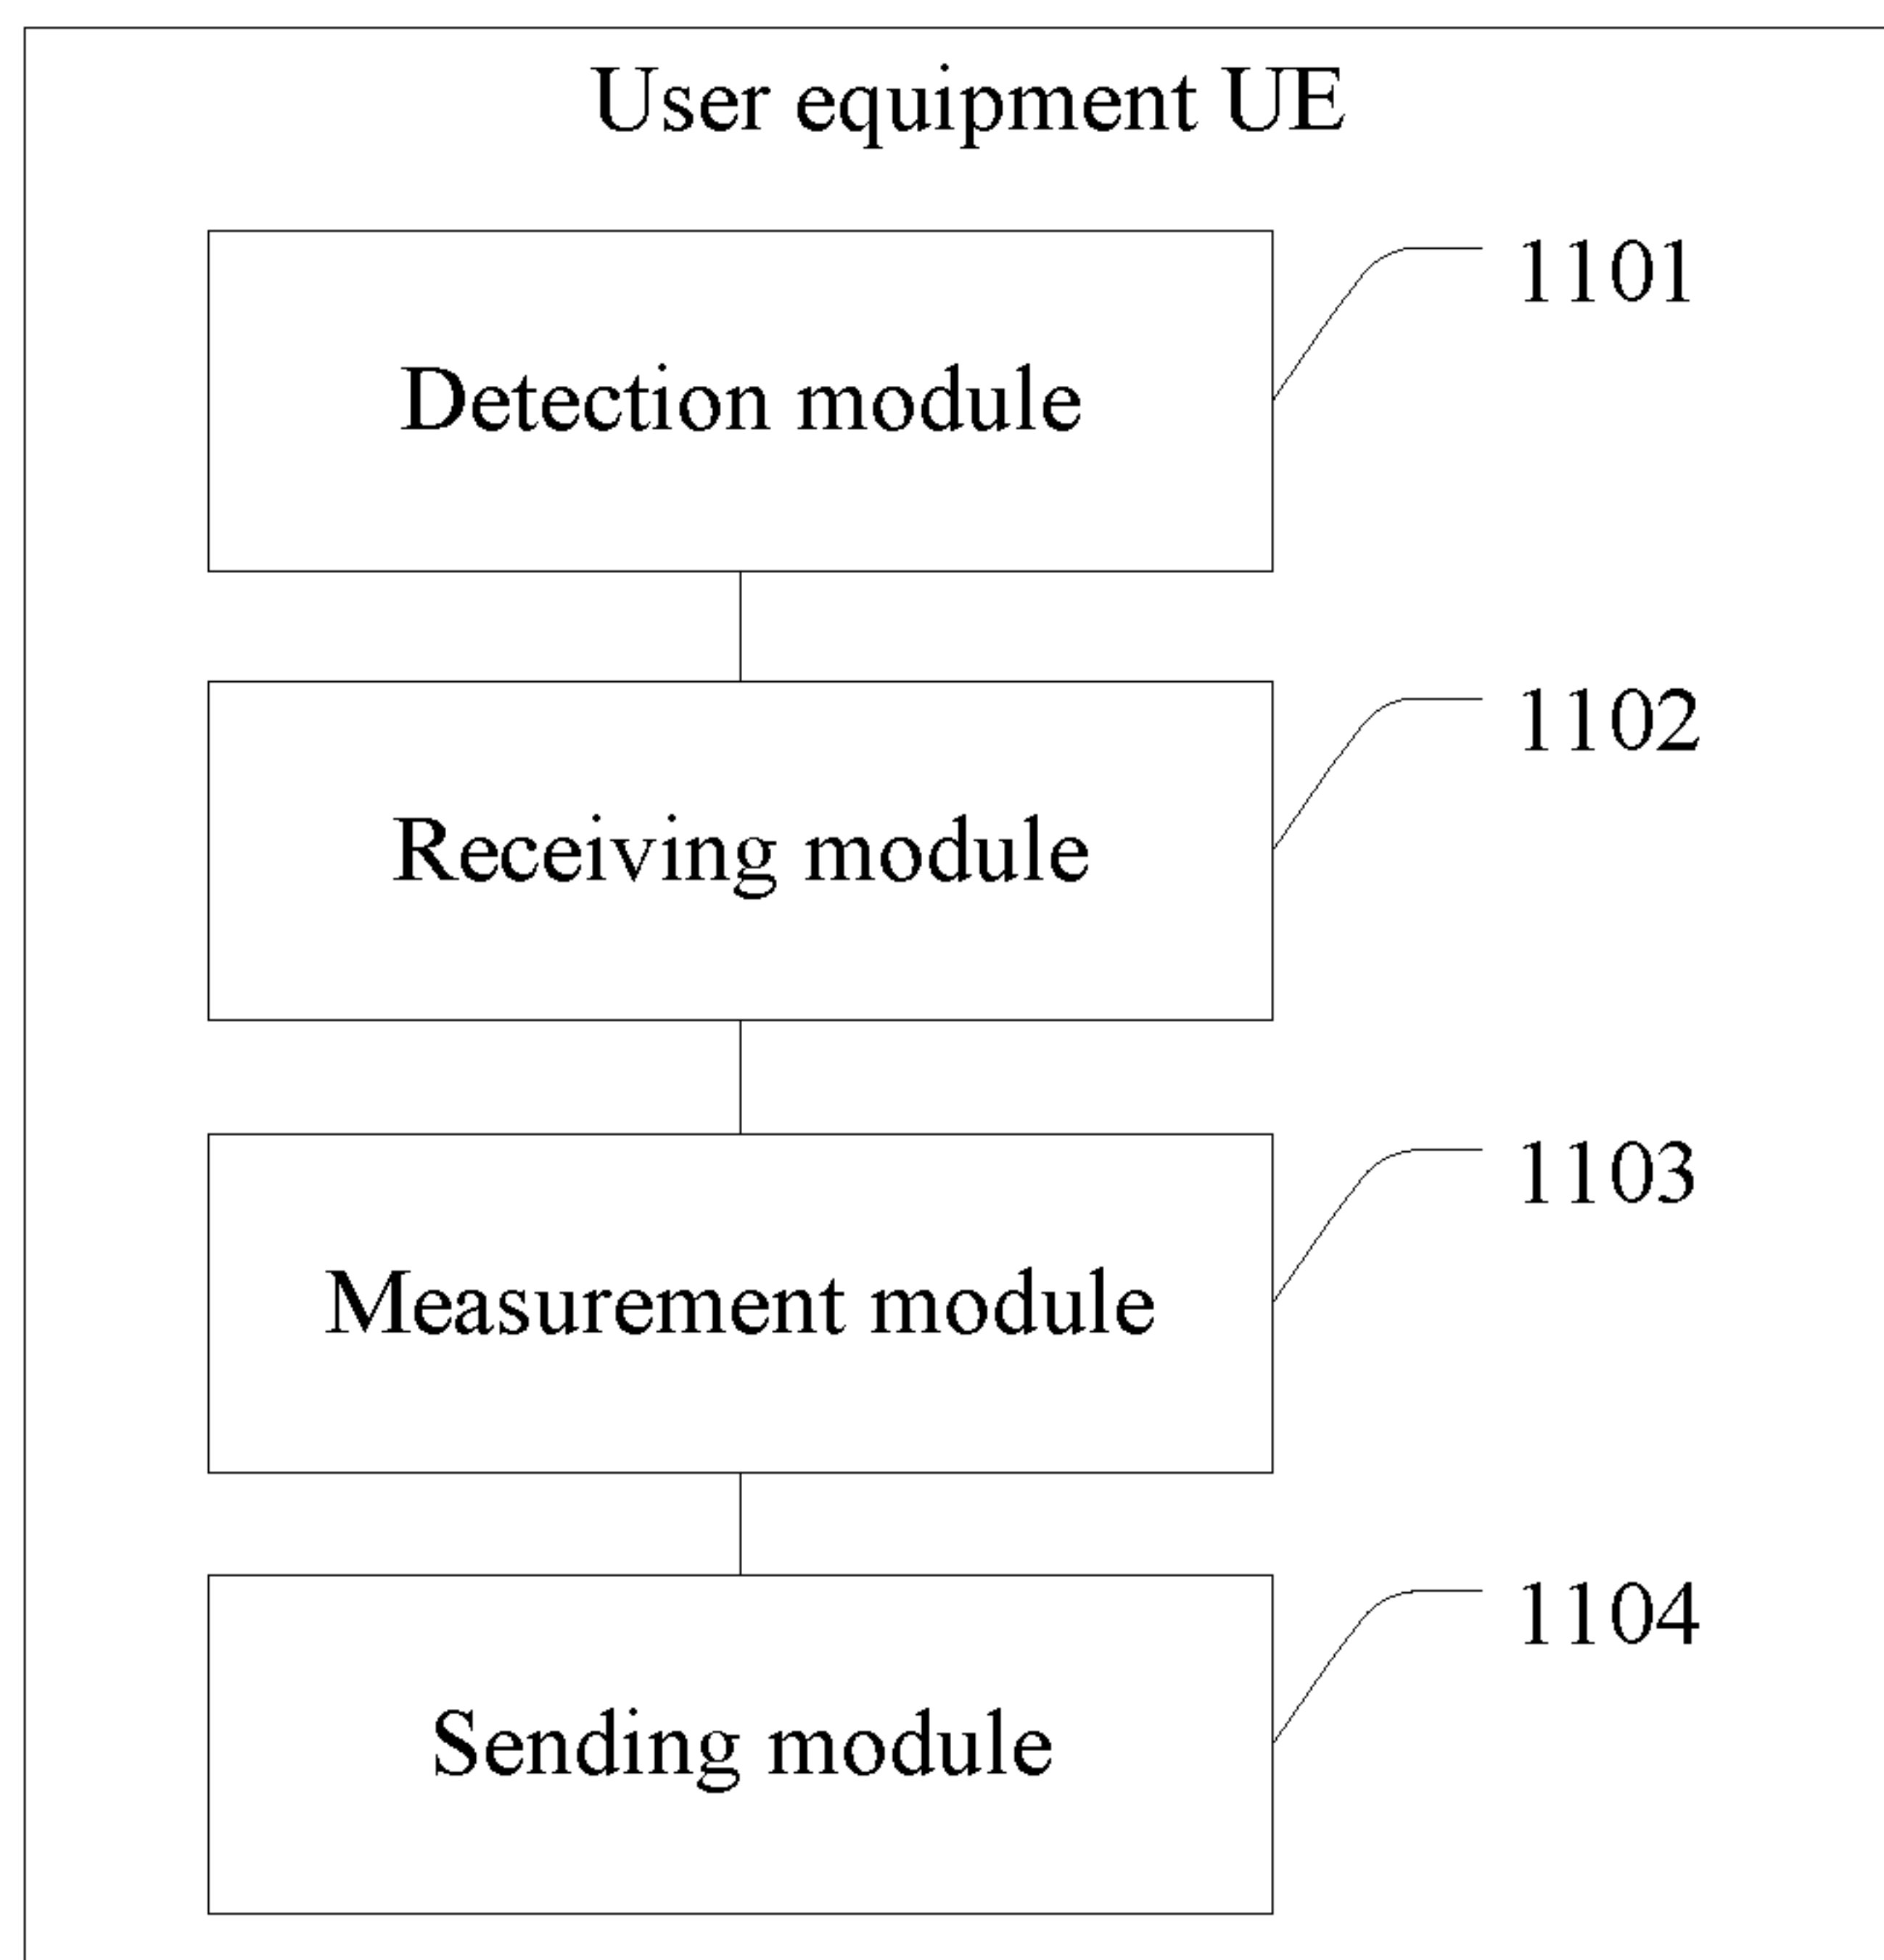 User equipment UE
1101
Detection module
1102
Receiving module
1103
Measurement module
1104
Sending module